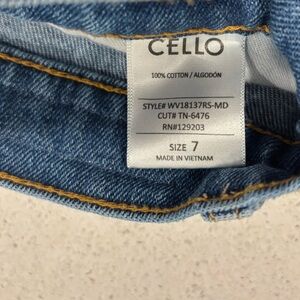 CELLO
100% COTTON / ALGODÓN
STYLE# WV18137RS-MD
CUT# TN-6476
RN#129203
SIZE 7
MADE IN VIETNAM